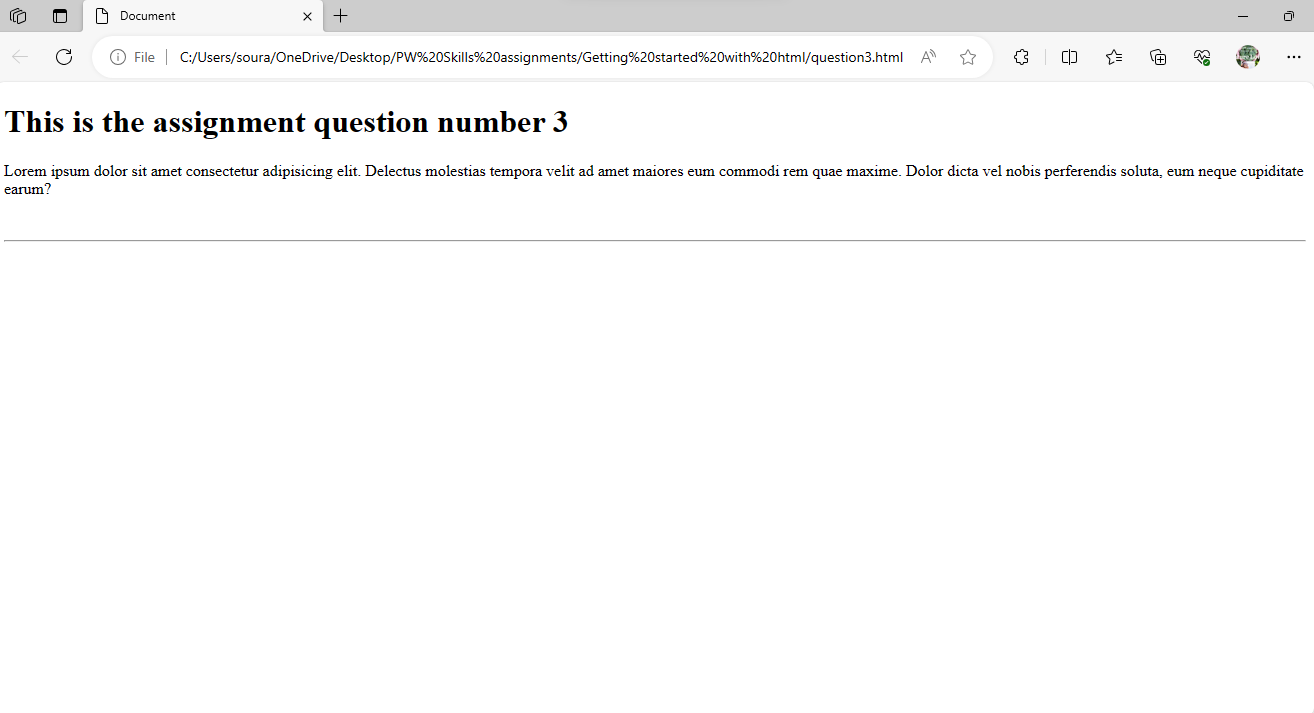 Document
File
C:/Users/soura/OneDrive/Desktop/PW%20Skills%20assignments/Getting%20started%20with%20html/question3.html
This is the assignment question number 3
Lorem ipsum dolor sit amet consectetur adipisicing elit. Delectus molestias tempora velit ad amet maiores eum commodi rem quae maxime. Dolor dicta vel nobis perferendis soluta, eum neque cupiditate
earum?